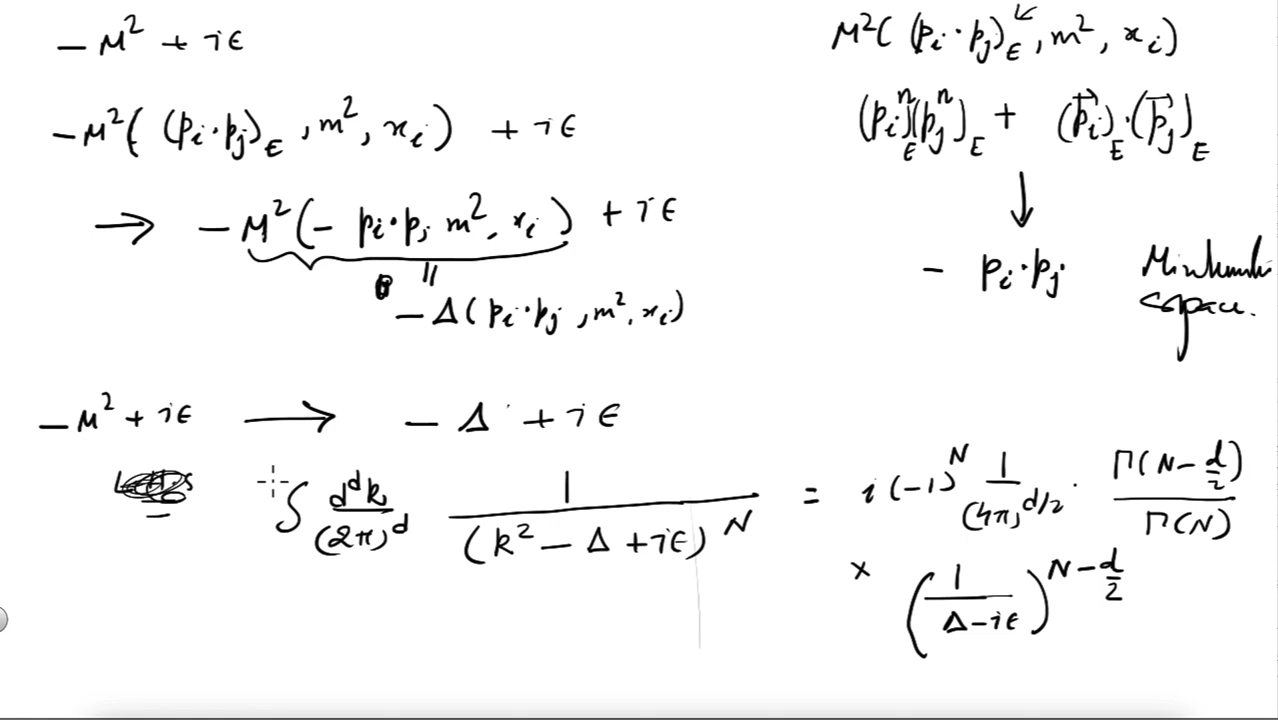 -M² + iε
-M²( (pᵢ·pⱼ)_E , m², xᵢ ) + iε
→ -M²(- pᵢ·pⱼ m², xᵢ) + iε
||
-Δ( pᵢ·pⱼ , m², xᵢ)
M²( (pᵢ·pⱼ)_E , m², xᵢ)
(pᵢⁿ)_E (pⱼⁿ)_E + (p⃗ᵢ)_E · (p⃗ⱼ)_E
↓
- pᵢ·pⱼ Minkowski
space.
-M² + iε → - Δ + iε
∫ dᵈk/(2π)ᵈ 1/(k² - Δ + iε)ᴺ = i (-1)ᴺ 1/(4π)^{d/2} · Γ(N - d/2)/Γ(N)
× (1/(Δ - iε))^{N - d/2}